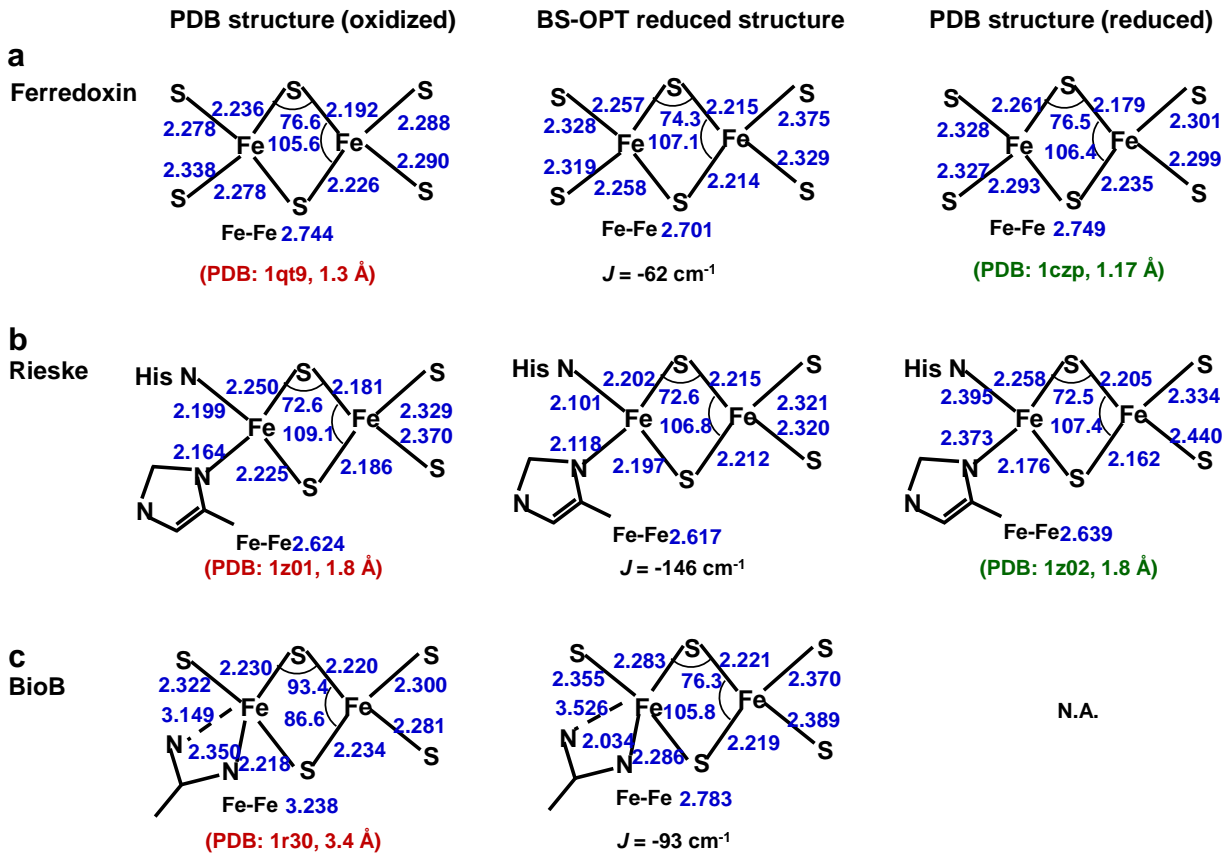 PDB structure (oxidized) BS-OPT reduced structure PDB structure (reduced)
a
Ferredoxin
S S 2.236 2.192 S
2.278 76.6 2.288
Fe 105.6 Fe
2.338 2.290
S 2.278 2.226 S
S
Fe-Fe 2.744
(PDB: 1qt9, 1.3 Å)
S S 2.257 2.215 S
2.328 74.3 2.375
Fe 107.1 Fe
2.319 2.329
S 2.258 2.214 S
S
Fe-Fe 2.701
J = -62 cm-1
S S 2.261 2.179 S
2.328 76.5 2.301
Fe 106.4 Fe
2.327 2.299
S 2.293 2.235 S
S
Fe-Fe 2.749
(PDB: 1czp, 1.17 Å)
b
Rieske
His N S 2.250 2.181 S
2.199 72.6 2.329
Fe 109.1 Fe
2.164 2.370
N 2.225 2.186 S
N S
Fe-Fe 2.624
(PDB: 1z01, 1.8 Å)
His N S 2.202 2.215 S
2.101 72.6 2.321
Fe 106.8 Fe
2.118 2.320
N 2.197 2.212 S
N S
Fe-Fe 2.617
J = -146 cm-1
His N S 2.258 2.205 S
2.395 72.5 2.334
Fe 107.4 Fe
2.373 2.440
N 2.176 2.162 S
N S
Fe-Fe 2.639
(PDB: 1z02, 1.8 Å)
c
BioB
S S 2.230 2.220 S
2.322 93.4 2.300
3.149 Fe 86.6 Fe
N 2.350 2.281
N 2.218 2.234 S
S
Fe-Fe 3.238
(PDB: 1r30, 3.4 Å)
S S 2.283 2.221 S
2.355 76.3 2.370
3.526 Fe 105.8 Fe
N 2.034 2.389
N 2.286 2.219 S
S
Fe-Fe 2.783
J = -93 cm-1
N.A.